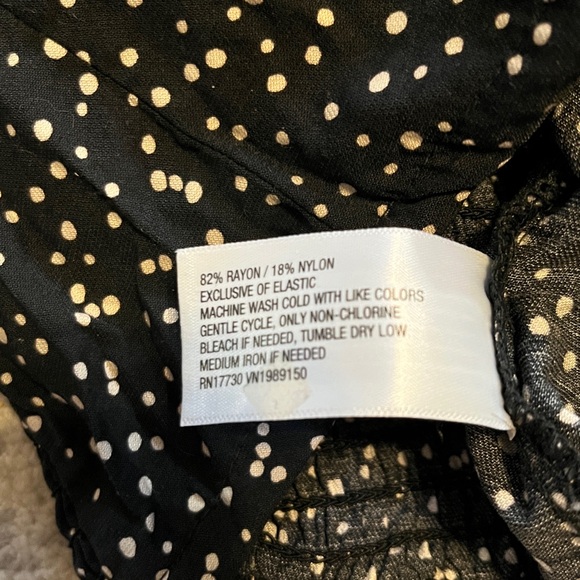 82% RAYON / 18% NYLON
EXCLUSIVE OF ELASTIC
MACHINE WASH COLD WITH LIKE COLORS
GENTLE CYCLE, ONLY NON-CHLORINE
BLEACH IF NEEDED, TUMBLE DRY LOW
MEDIUM IRON IF NEEDED
RN17730 VN1989150